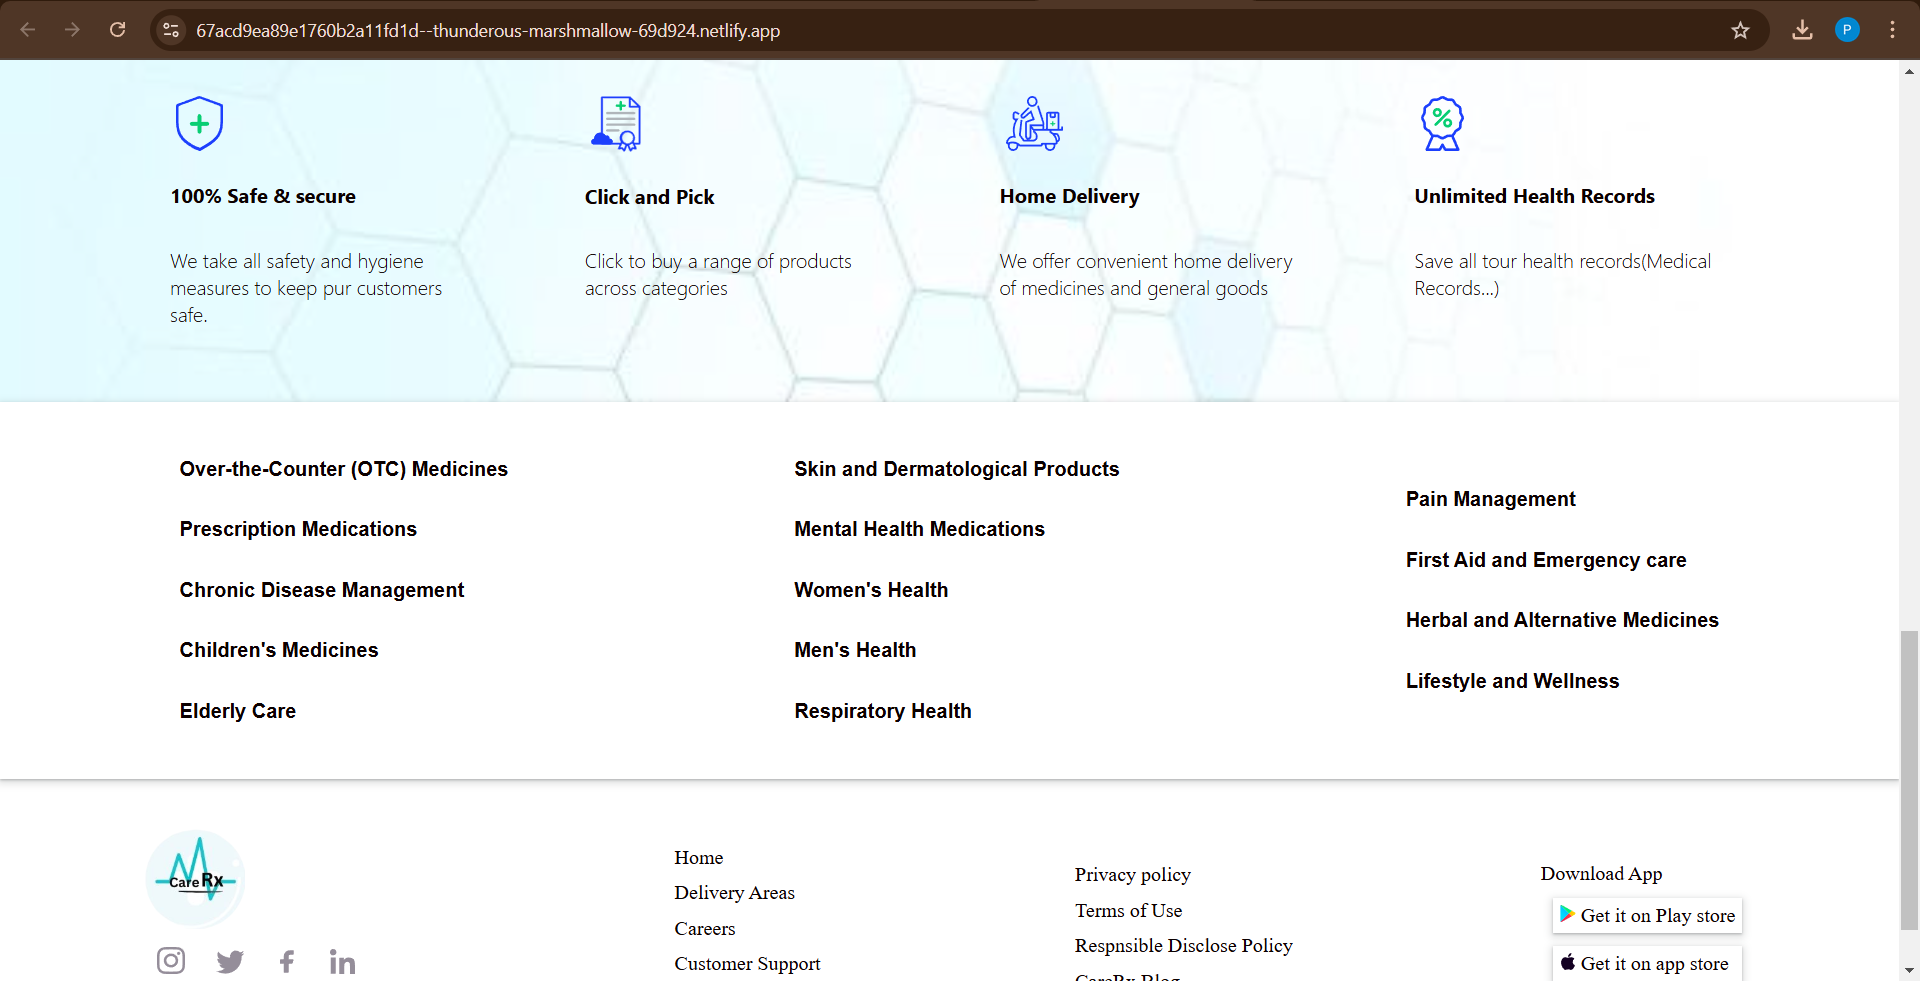 67acd9ea89e1760b2a11fd1d--thunderous-marshmallow-69d924.netlify.app
P
100% Safe & secure
We take all safety and hygiene
measures to keep pur customers
safe.
Click and Pick
Click to buy a range of products
across categories
Home Delivery
We offer convenient home delivery
of medicines and general goods
Unlimited Health Records
Save all tour health records(Medical
Records...)
Over-the-Counter (OTC) Medicines
Prescription Medications
Chronic Disease Management
Children's Medicines
Elderly Care
Skin and Dermatological Products
Mental Health Medications
Women's Health
Men's Health
Respiratory Health
Pain Management
First Aid and Emergency care
Herbal and Alternative Medicines
Lifestyle and Wellness
Care Rx
Home
Delivery Areas
Careers
Customer Support
Privacy policy
Terms of Use
Respnsible Disclose Policy
CareRx Blog
Download App
Get it on Play store
Get it on app store